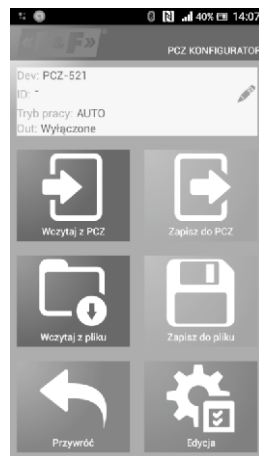 40% 14:07
«F&F»
PCZ KONFIGURATOR
Dev: PCZ-521
ID: -
Tryb pracy: AUTO
Out: Wyłączone
Wczytaj z PCZ
Zapisz do PCZ
Wczytaj z pliku
Zapisz do pliku
Przywróć
Edycja